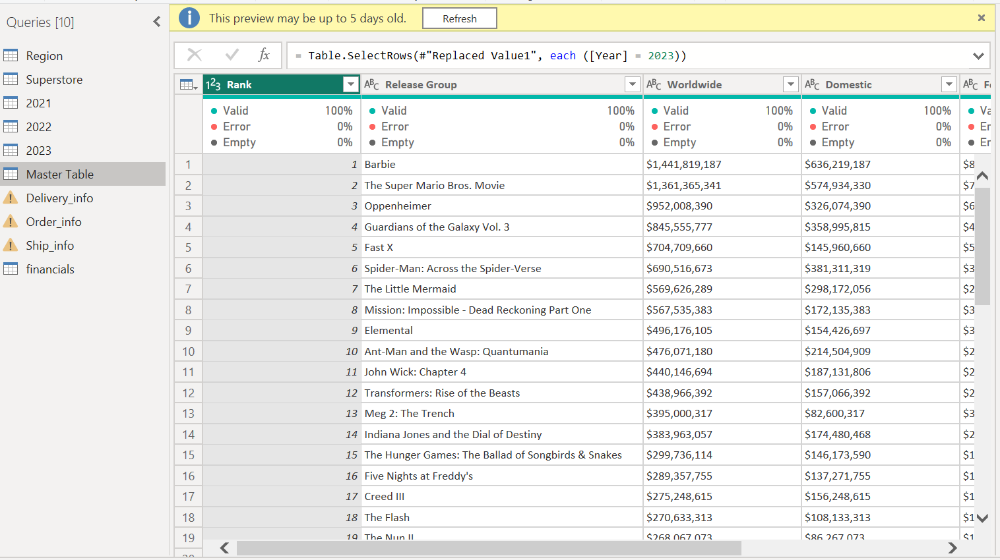 Queries [10]
This preview may be up to 5 days old. Refresh
Region
Superstore
2021
2022
2023
Master Table
Delivery_info
Order_info
Ship_info
financials
fx = Table.SelectRows(#"Replaced Value1", each ([Year] = 2023))
123 Rank ABC Release Group ABC Worldwide ABC Domestic ABC
Valid 100% Valid 100% Valid 100% Valid 100%
Error 0% Error 0% Error 0% Error 0%
Empty 0% Empty 0% Empty 0% Empty 0%
1 1 Barbie $1,441,819,187 $636,219,187 $8
2 2 The Super Mario Bros. Movie $1,361,365,341 $574,934,330 $7
3 3 Oppenheimer $952,008,390 $326,074,390 $6
4 4 Guardians of the Galaxy Vol. 3 $845,555,777 $358,995,815 $4
5 5 Fast X $704,709,660 $145,960,660 $5
6 6 Spider-Man: Across the Spider-Verse $690,516,673 $381,311,319 $3
7 7 The Little Mermaid $569,626,289 $298,172,056 $2
8 8 Mission: Impossible - Dead Reckoning Part One $567,535,383 $172,135,383 $3
9 9 Elemental $496,176,105 $154,426,697 $3
10 10 Ant-Man and the Wasp: Quantumania $476,071,180 $214,504,909 $2
11 11 John Wick: Chapter 4 $440,146,694 $187,131,806 $2
12 12 Transformers: Rise of the Beasts $438,966,392 $157,066,392 $2
13 13 Meg 2: The Trench $395,000,317 $82,600,317 $3
14 14 Indiana Jones and the Dial of Destiny $383,963,057 $174,480,468 $2
15 15 The Hunger Games: The Ballad of Songbirds & Snakes $299,736,114 $146,173,590 $1
16 16 Five Nights at Freddy's $289,357,755 $137,271,755 $1
17 17 Creed III $275,248,615 $156,248,615 $1
18 18 The Flash $270,633,313 $108,133,313 $1
19 19 The Nun II $268,067,073 $86,267,073 $1